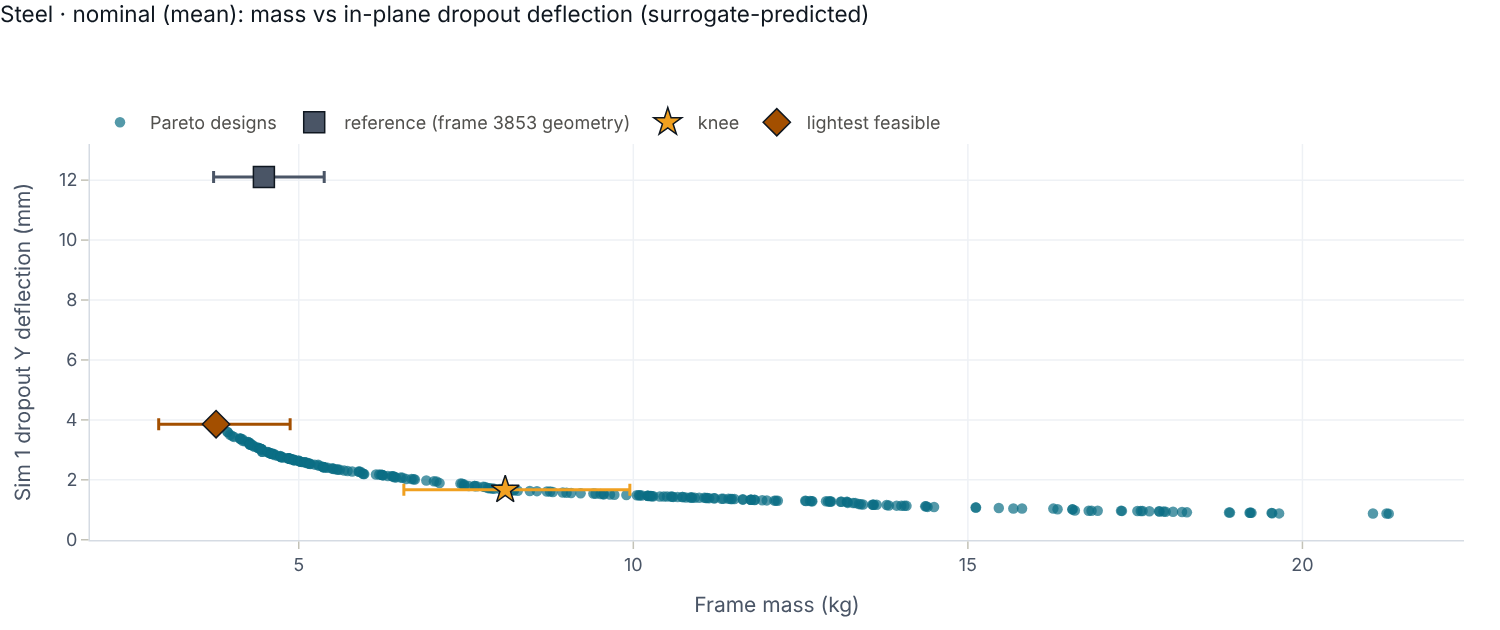 Steel · nominal (mean): mass vs in-plane dropout deflection (surrogate-predicted)
Pareto designs
reference (frame 3853 geometry)
knee
lightest feasible
Sim 1 dropout Y deflection (mm)
12
10
8
6
4
2
0
5
10
15
20
Frame mass (kg)